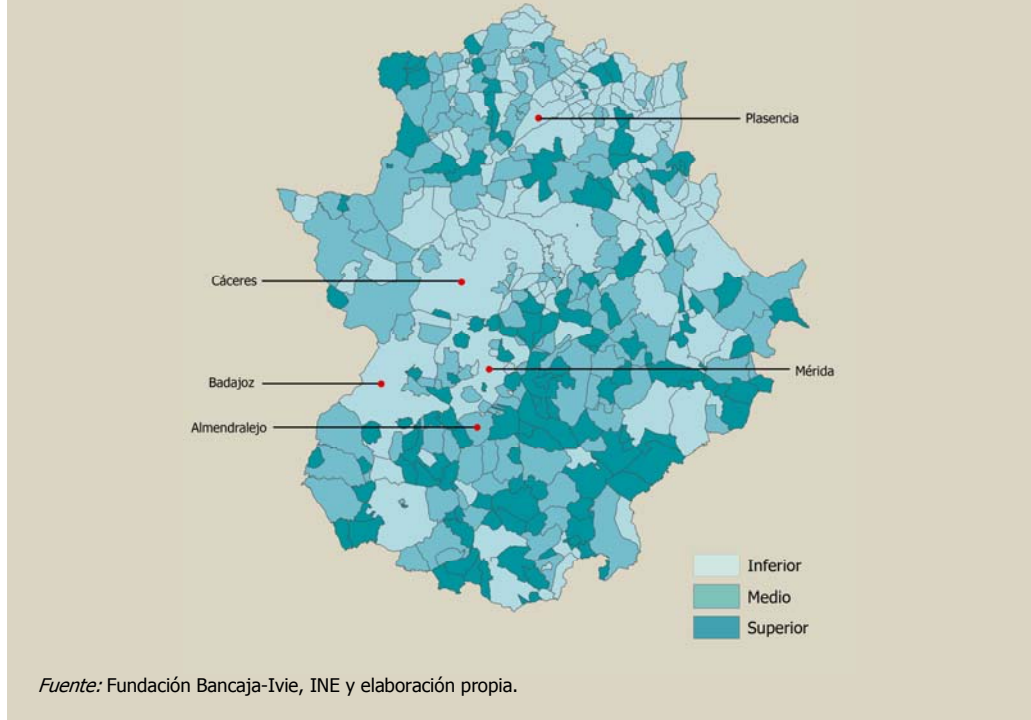 Plasencia
Cáceres
Mérida
Badajoz
Almendralejo
Inferior
Medio
Superior
Fuente: Fundación Bancaja-Ivie, INE y elaboración propia.